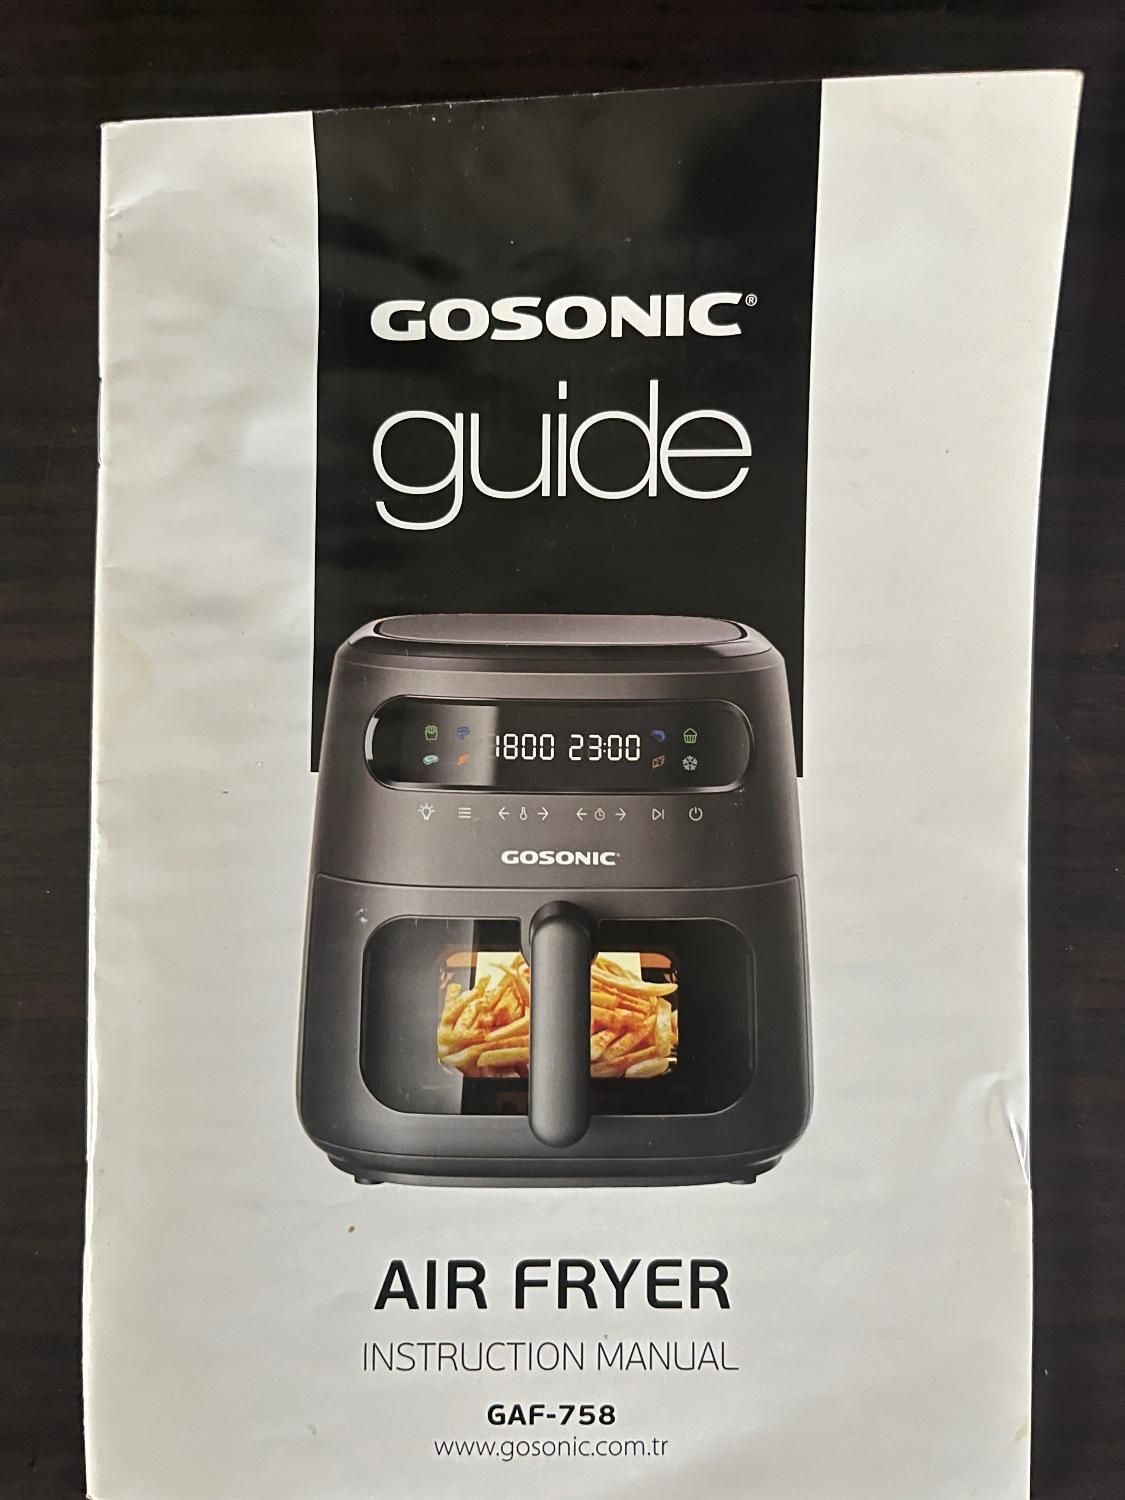 GOSONIC®
guide
1800 23:00
GOSONIC®
AIR FRYER
INSTRUCTION MANUAL
GAF-758
www.gosonic.com.tr